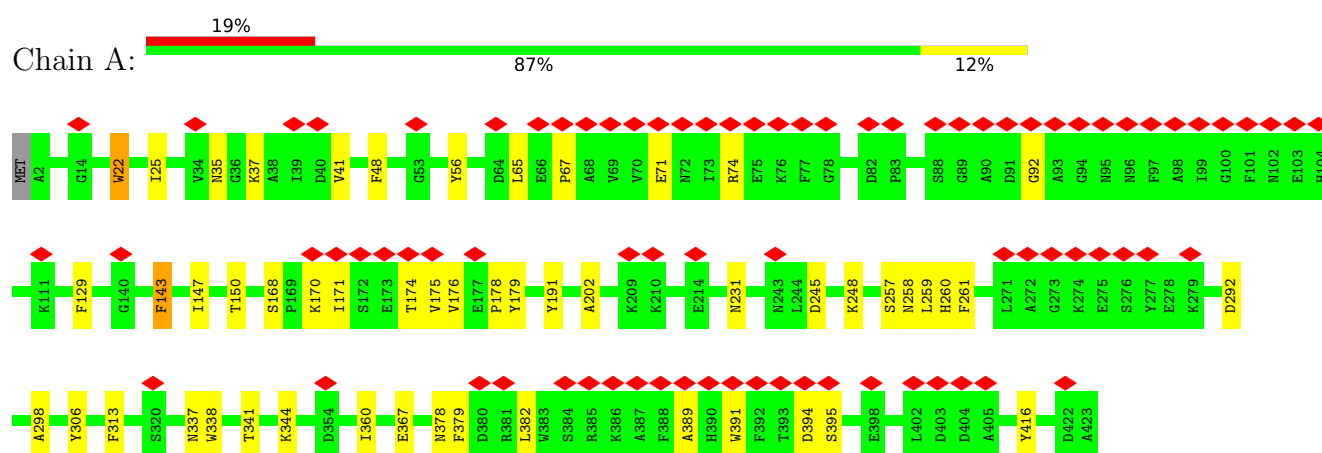 19%
Chain A:
87%
12%
MET A2 G14 W22 I25 V34 N35 G36 K37 A38 I39 D40 V41 F48 G53 Y56 D64 L65 E66 P67 A68 V69 V70 E71 N72 I73 R74 E75 K76 F77 G78 D82 P83 S88 G89 A90 D91 G92 A93 G94 N95 N96 F97 A98 I99 G100 F101 N102 E103 H104
K111 F129 G140 F143 I147 T150 S168 P169 K170 I171 S172 E173 T174 V175 V176 E177 P178 Y179 Y191 A202 K209 K210 E214 N231 N243 L244 D245 K248 S257 N258 L259 H260 F261 L271 A272 G273 K274 E275 S276 Y277 E278 K279 D292
A298 Y306 F313 S320 N337 W338 T341 K344 D354 I360 E367 N378 F379 D380 R381 L382 W383 S384 R385 K386 A387 F388 A389 H390 W391 F392 T393 D394 S395 E398 L402 D403 D404 A405 Y416 D422 A423